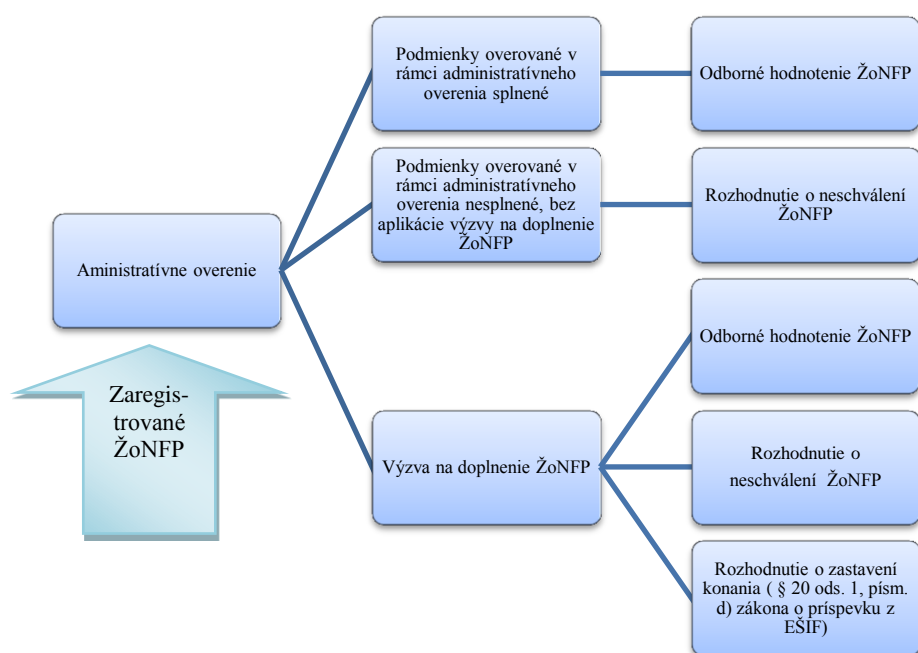 Podmienky overované v
rámci administratívneho
overenia splnené
Odborné hodnotenie ŽoNFP
Podmienky overované v
rámci administratívneho
overenia nesplnené, bez
aplikácie výzvy na doplnenie
ŽoNFP
Rozhodnutie o neschválení
ŽoNFP
Aministratívne overenie
Zaregis-
trované
ŽoNFP
Výzva na doplnenie ŽoNFP
Odborné hodnotenie ŽoNFP
Rozhodnutie o
neschválení ŽoNFP
Rozhodnutie o zastavení
konania ( § 20 ods. 1, písm.
d) zákona o príspevku z
EŠIF)